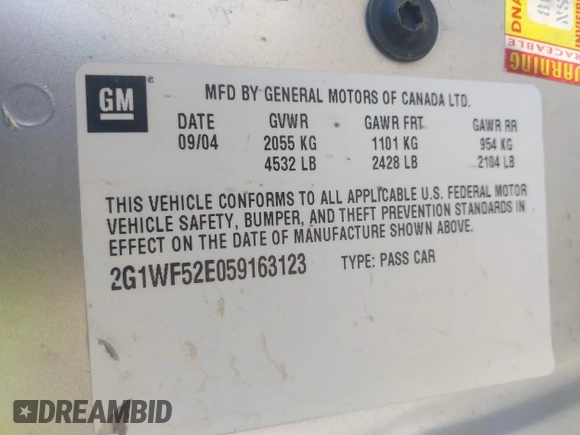 DNA
TRACEABLE
WARNING
GM
MFD BY GENERAL MOTORS OF CANADA LTD.
DATE GVWR GAWR FRT GAWR RR
09/04 2055 KG 1101 KG 954 KG
4532 LB 2428 LB 2104 LB
THIS VEHICLE CONFORMS TO ALL APPLICABLE U.S. FEDERAL MOTOR
VEHICLE SAFETY, BUMPER, AND THEFT PREVENTION STANDARDS IN
EFFECT ON THE DATE OF MANUFACTURE SHOWN ABOVE.
2G1WF52E059163123 TYPE: PASS CAR
DREAMBID